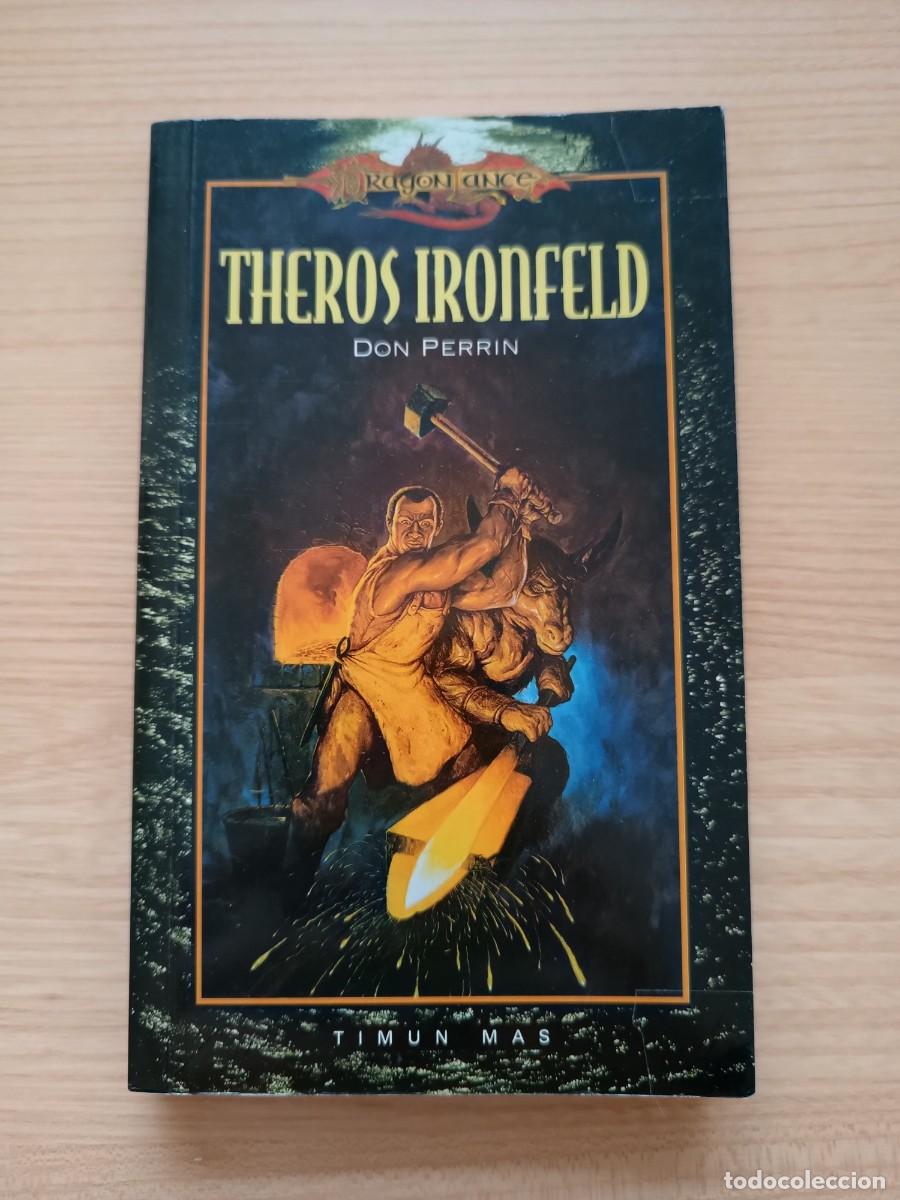 DRAGONLANCE
THEROS IRONFELD
DON PERRIN
TIMUN MAS
todocoleccion